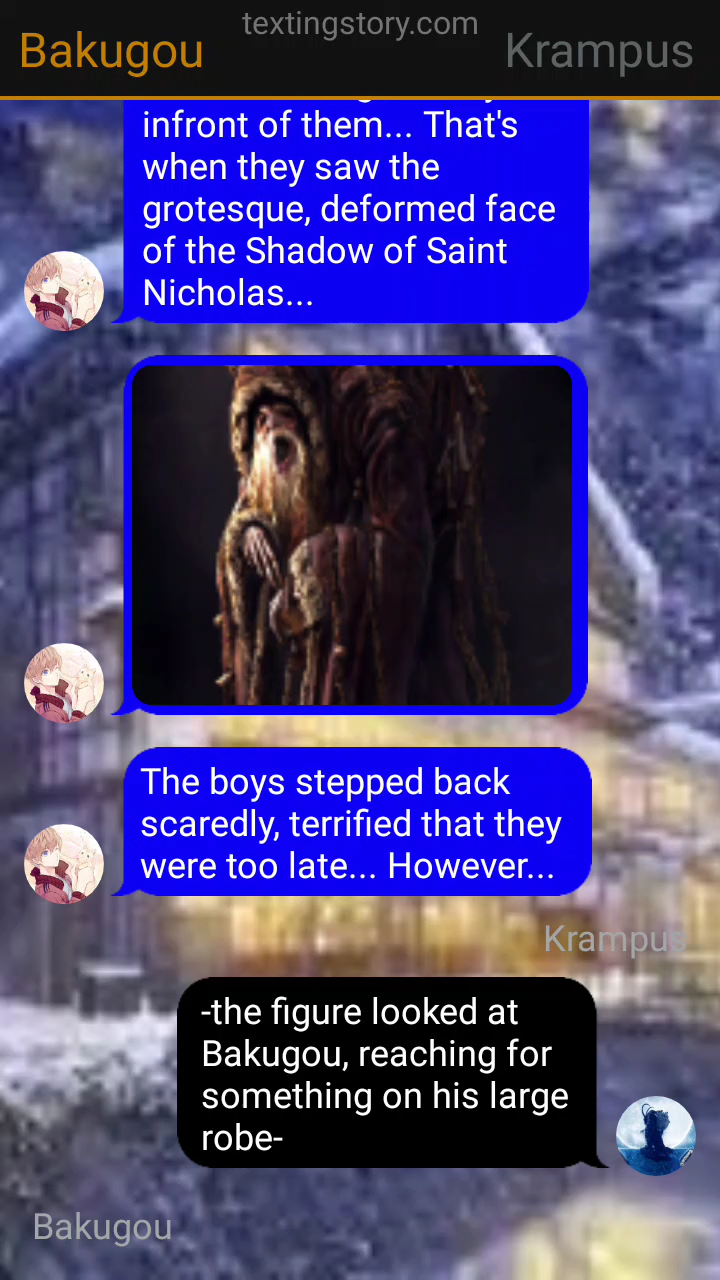 textingstory.com
Bakugou
Krampus
infront of them... That's
when they saw the
grotesque, deformed face
of the Shadow of Saint
Nicholas...
The boys stepped back
scaredly, terrified that they
were too late... However...
Krampus
-the figure looked at
Bakugou, reaching for
something on his large
robe-
Bakugou